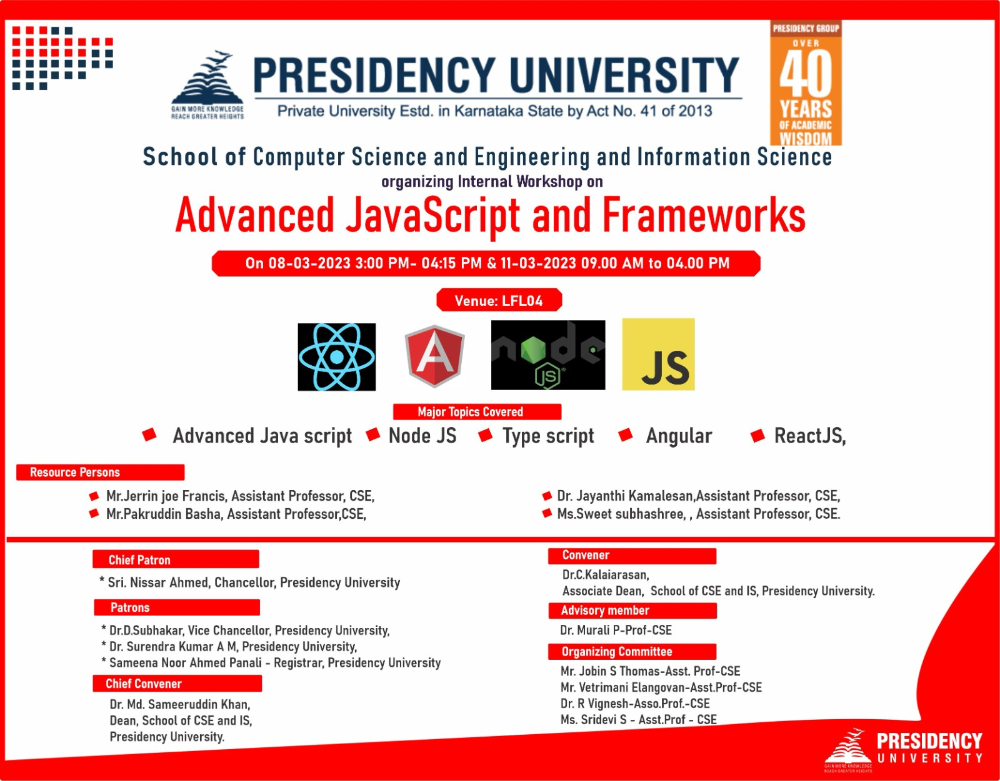 PRESIDENCY GROUP
OVER
40
YEARS
OF ACADEMIC
WISDOM
PRESIDENCY UNIVERSITY
GAIN MORE KNOWLEDGE
REACH GREATER HEIGHTS
Private University Estd. in Karnataka State by Act No. 41 of 2013
School of Computer Science and Engineering and Information Science
organizing Internal Workshop on
Advanced JavaScript and Frameworks
On 08-03-2023 3:00 PM- 04:15 PM & 11-03-2023 09.00 AM to 04.00 PM
Venue: LFL04
A
node
JS®
JS
Major Topics Covered
Advanced Java script Node JS Type script Angular ReactJS,
Resource Persons
Mr.Jerrin joe Francis, Assistant Professor, CSE,
Mr.Pakruddin Basha, Assistant Professor,CSE,
Dr. Jayanthi Kamalesan,Assistant Professor, CSE,
Ms.Sweet subhashree, , Assistant Professor, CSE.
Chief Patron
* Sri. Nissar Ahmed, Chancellor, Presidency University
Patrons
* Dr.D.Subhakar, Vice Chancellor, Presidency University,
* Dr. Surendra Kumar A M, Presidency University,
* Sameena Noor Ahmed Panali - Registrar, Presidency University
Chief Convener
Dr. Md. Sameeruddin Khan,
Dean, School of CSE and IS,
Presidency University.
Convener
Dr.C.Kalaiarasan,
Associate Dean, School of CSE and IS, Presidency University.
Advisory member
Dr. Murali P-Prof-CSE
Organizing Committee
Mr. Jobin S Thomas-Asst. Prof-CSE
Mr. Vetrimani Elangovan-Asst.Prof-CSE
Dr. R Vignesh-Asso.Prof.-CSE
Ms. Sridevi S - Asst.Prof - CSE
PRESIDENCY
UNIVERSITY
GAIN MORE KNOWLEDGE
REACH GREATER HEIGHTS